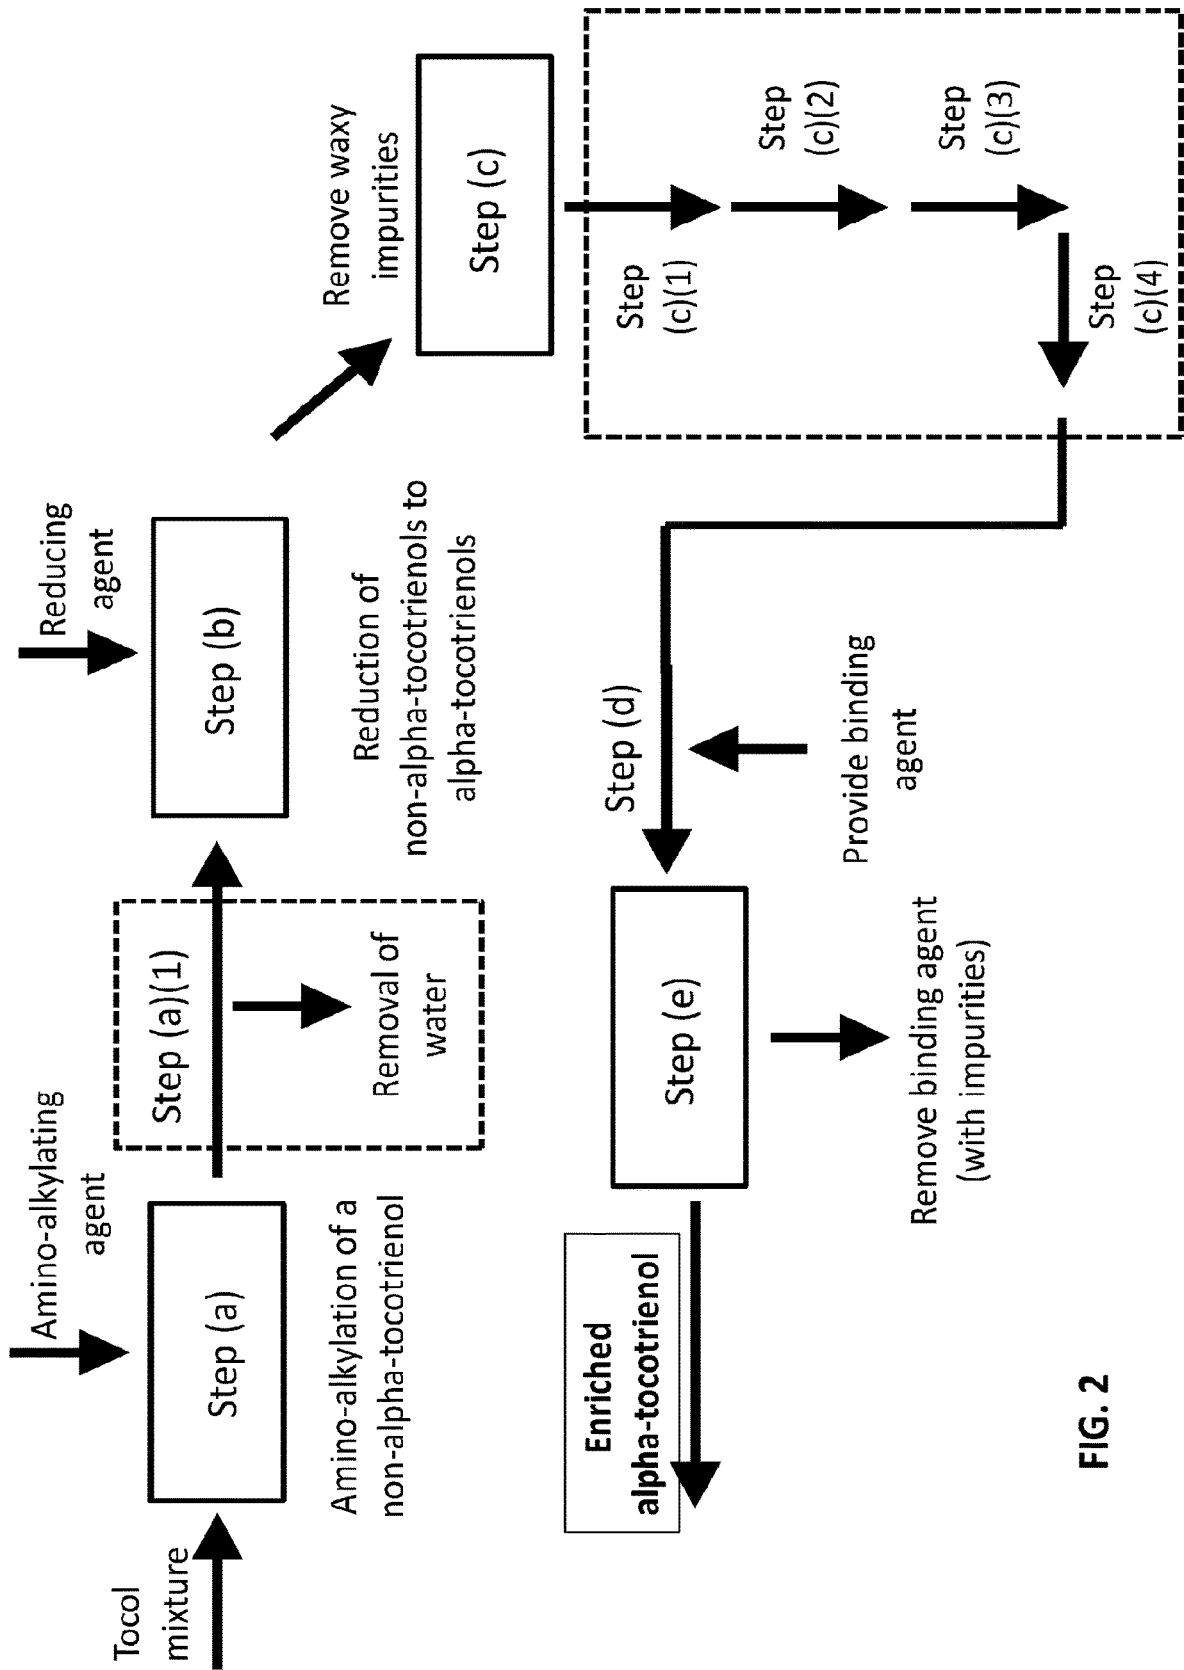 Amino-alkylating
agent
Tocol
mixture
Step (a)
Amino-alkylation of a
non-alpha-tocotrienol
Step (a)(1)
Removal of
water
Reducing
agent
Step (b)
Reduction of
non-alpha-tocotrienols to
alpha-tocotrienols
Remove waxy
impurities
Step (c)
Step
(c)(1)
Step
(c)(2)
Step
(c)(3)
Step
(c)(4)
Step (d)
Provide binding
agent
Step (e)
Remove binding agent
(with impurities)
Enriched
alpha-tocotrienol
FIG. 2